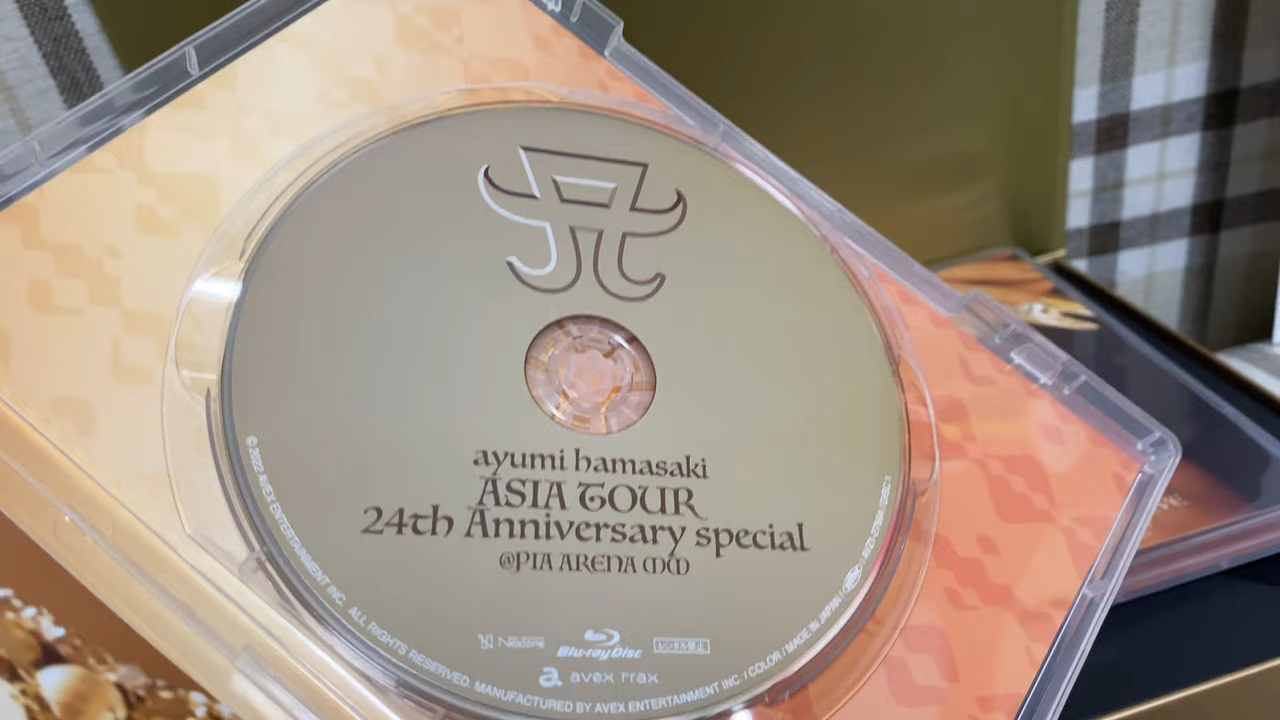 ayumi hamasaki
ASIA TOUR
24th Anniversary special
@PIA ARENA MM
NexTone
Blu-ray Disc
avex trax
©2022 AVEX ENTERTAINMENT INC. ALL RIGHTS RESERVED. MANUFACTURED BY AVEX ENTERTAINMENT INC. / COLOR / MADE IN JAPAN /